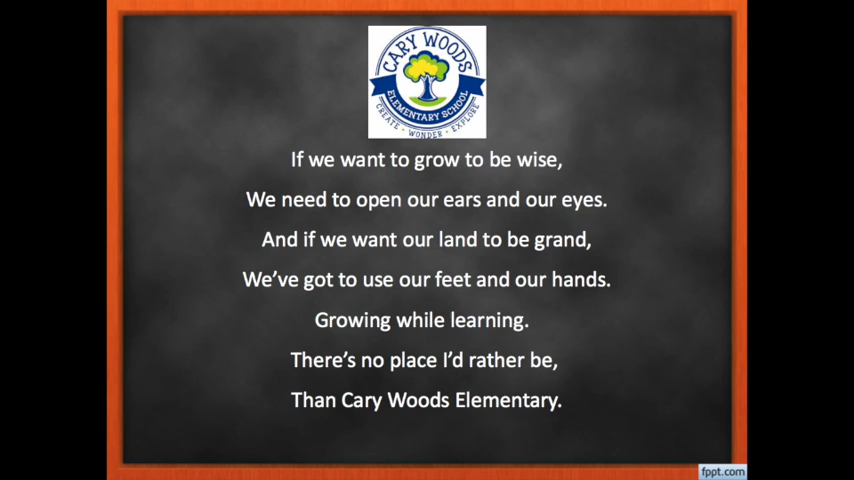 CARY WOODS
ELEMENTARY SCHOOL
CREATE • WONDER • EXPLORE
If we want to grow to be wise,
We need to open our ears and our eyes.
And if we want our land to be grand,
We've got to use our feet and our hands.
Growing while learning.
There's no place I'd rather be,
Than Cary Woods Elementary.
fppt.com